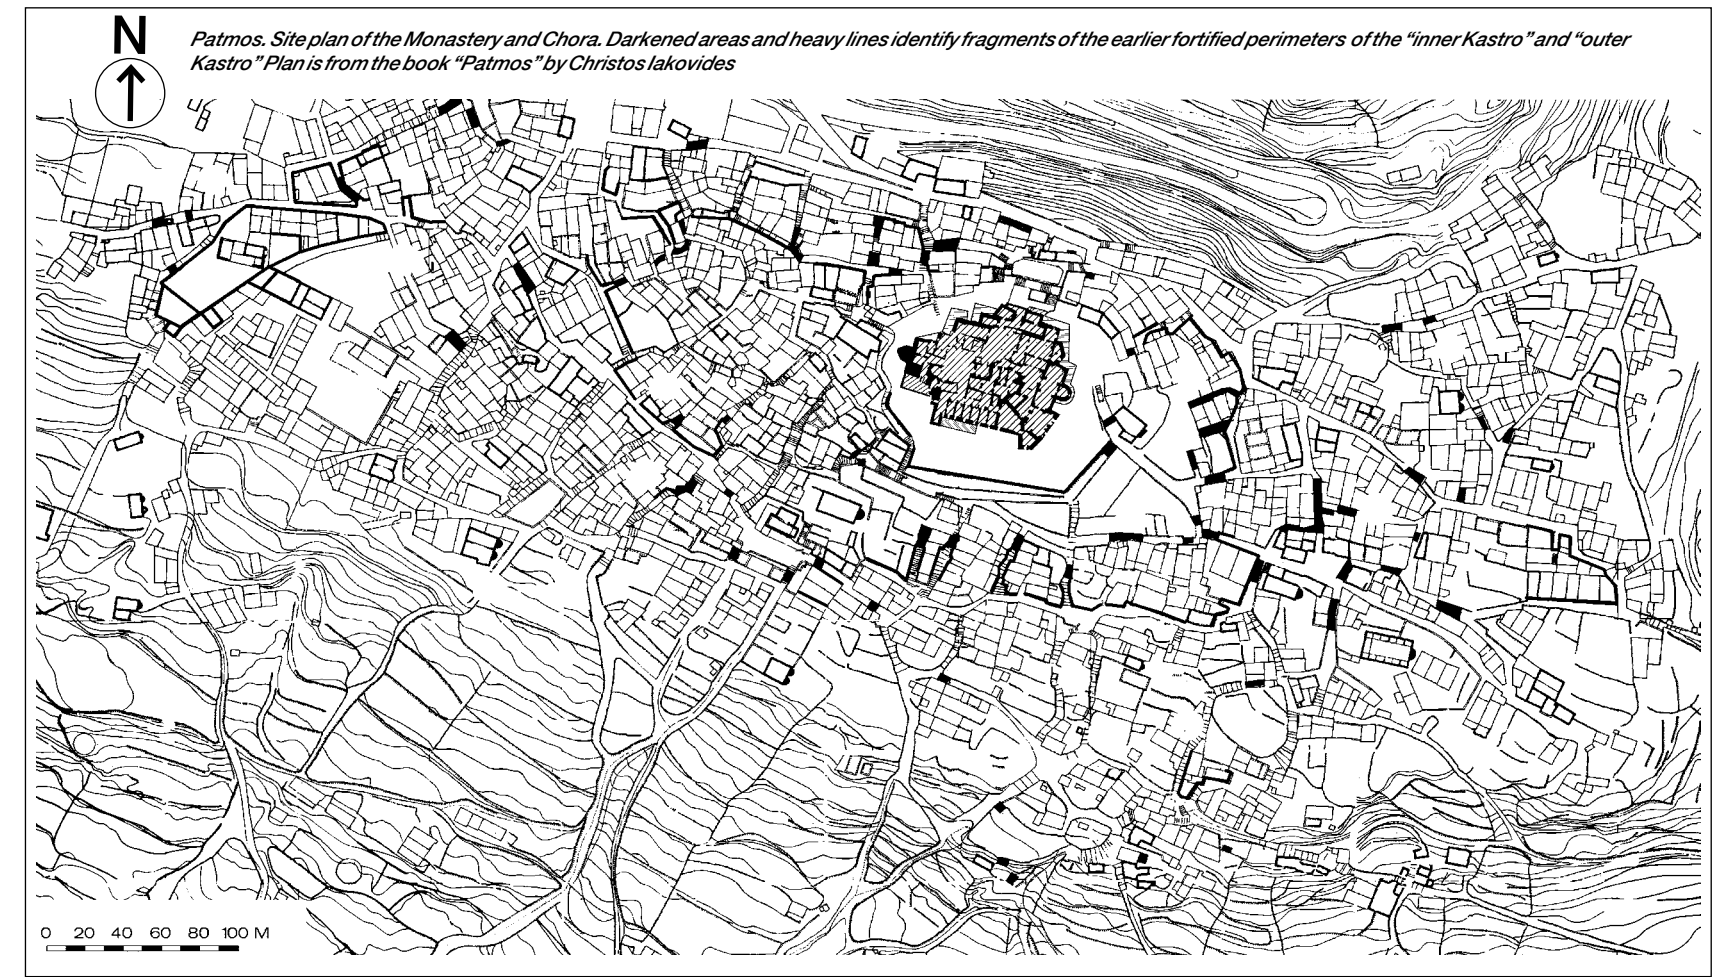 N
Patmos. Site plan of the Monastery and Chora. Darkened areas and heavy lines identify fragments of the earlier fortified perimeters of the “inner Kastro” and “outer
Kastro” Plan is from the book “Patmos” by Christos Iakovides
0 20 40 60 80 100 M